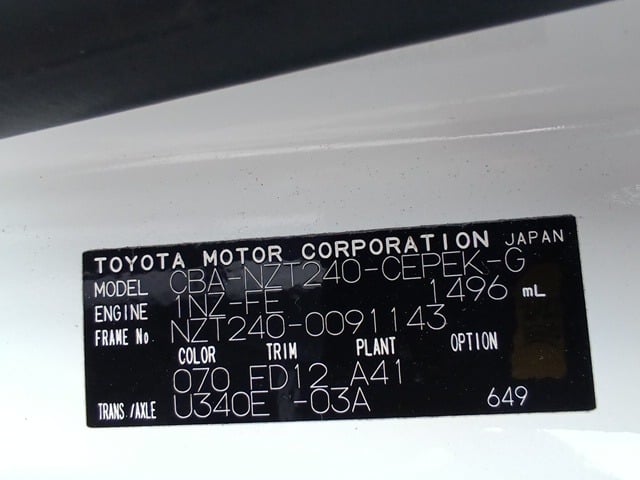 TOYOTA MOTOR CORPORATION JAPAN
MODEL CBA-NZT240-CEPEK-G
ENGINE 1NZ-FE 1496 mL
FRAME No. NZT240-0091143
COLOR TRIM PLANT OPTION
070 ED12 A41
TRANS./AXLE U340E -03A 649